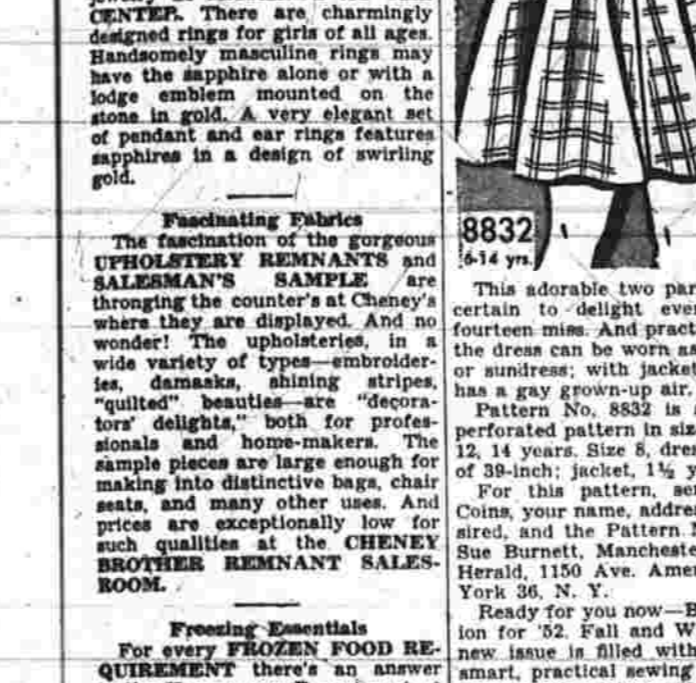 CENTER. There are charmingly
designed rings for girls of all ages.
Handsomely masculine rings may
have the sapphire alone or with a
lodge emblem mounted on the
stone in gold. A very elegant set
of pendant and ear rings features
sapphires in a design of swirling
gold.
Fascinating Fabrics
The fascination of the gorgeous
UPHOLSTERY REMNANTS and
SALESMAN'S SAMPLE are
thronging the counter's at Cheney's
where they are displayed. And no
wonder! The upholsteries, in a
wide variety of types—embroider-
ies, damasks, shining stripes,
"quilted" beauties—are "decora-
tors' delights," both for profes-
sionals and home-makers. The
sample pieces are large enough for
making into distinctive bags, chair
seats, and many other uses. And
prices are exceptionally low for
such qualities at the CHENEY
BROTHER REMNANT SALES-
ROOM.
Freezing Essentials
For every FROZEN FOOD RE-
QUIREMENT there's an answer
8832
6-14 yrs.
This adorable two par
certain to delight ever
fourteen miss. And pract
the dress can be worn as
or sundress; with jacket
has a gay grown-up air.
Pattern No. 8832 is
perforated pattern in siz
12, 14 years. Size 8, dres
of 39-inch; jacket, 1½ y
For this pattern, se
Coins, your name, addre
sired, and the Pattern
Sue Burnett, Mancheste
Herald, 1150 Ave. Amer
York 36, N. Y.
Ready for you now—B
ion for '52. Fall and W
new issue is filled with
smart, practical sewing